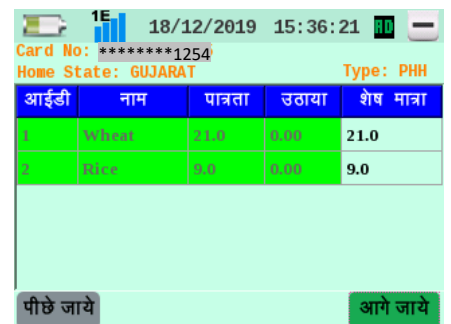 1E 18/12/2019 15:36:21 RD
Card No: ********1254
Home State: GUJARAT Type: PHH
आईडी नाम पात्रता उठाया शेष मात्रा
1 Wheat 21.0 0.00 21.0
2 Rice 9.0 0.00 9.0
पीछे जाये आगे जाये